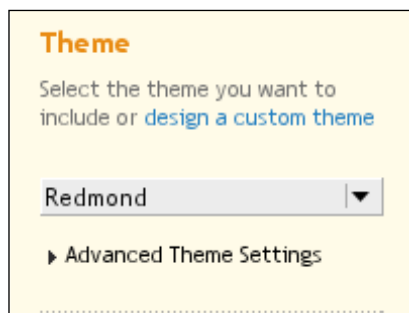 Theme
Select the theme you want to
include or design a custom theme
Redmond
Advanced Theme Settings